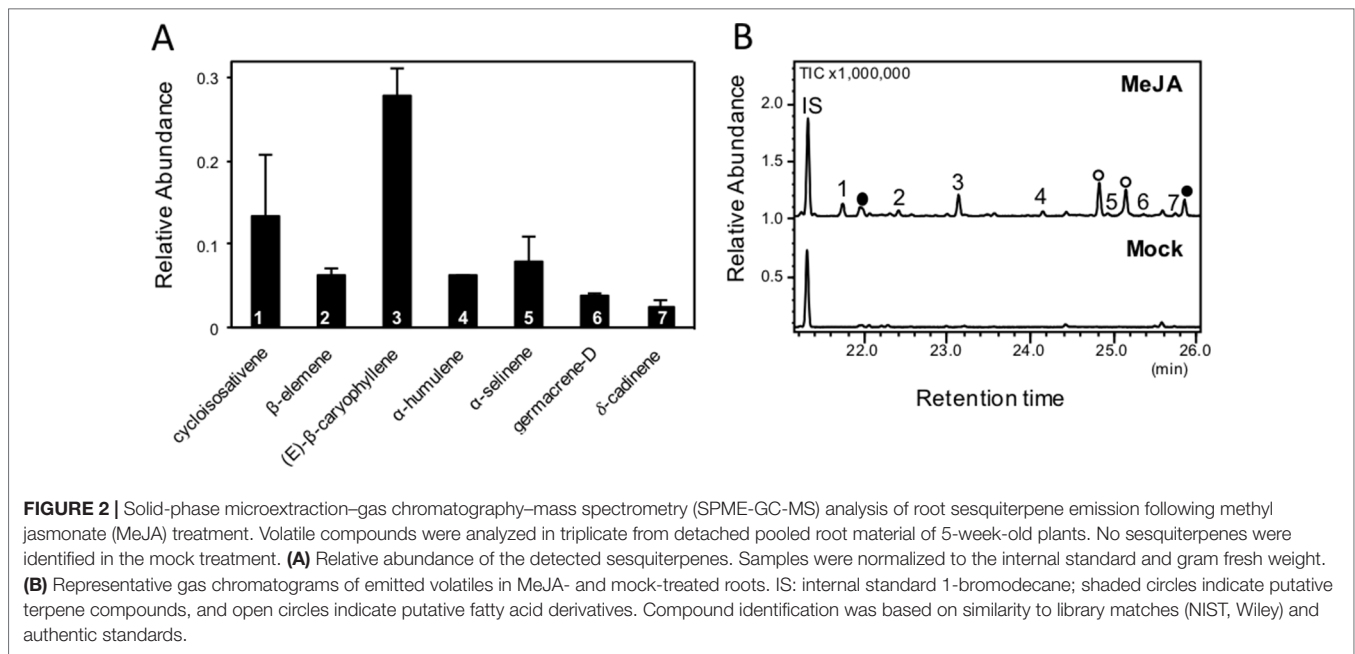 A
Relative Abundance
0.3
0.2
0.1
0
1
2
3
4
5
6
7
cycloisosativene
β-elemene
(E)-β-caryophyllene
α-humulene
α-selinene
germacrene-D
δ-cadinene
B
TIC x1,000,000
MeJA
Relative Abundance
2.0
1.5
1.0
0.5
IS
1
2
3
4
5
6
7
Mock
22.0
23.0
24.0
25.0
26.0
(min)
Retention time
FIGURE 2 | Solid-phase microextraction–gas chromatography–mass spectrometry (SPME-GC-MS) analysis of root sesquiterpene emission following methyl
jasmonate (MeJA) treatment. Volatile compounds were analyzed in triplicate from detached pooled root material of 5-week-old plants. No sesquiterpenes were
identified in the mock treatment. (A) Relative abundance of the detected sesquiterpenes. Samples were normalized to the internal standard and gram fresh weight.
(B) Representative gas chromatograms of emitted volatiles in MeJA- and mock-treated roots. IS: internal standard 1-bromodecane; shaded circles indicate putative
terpene compounds, and open circles indicate putative fatty acid derivatives. Compound identification was based on similarity to library matches (NIST, Wiley) and
authentic standards.